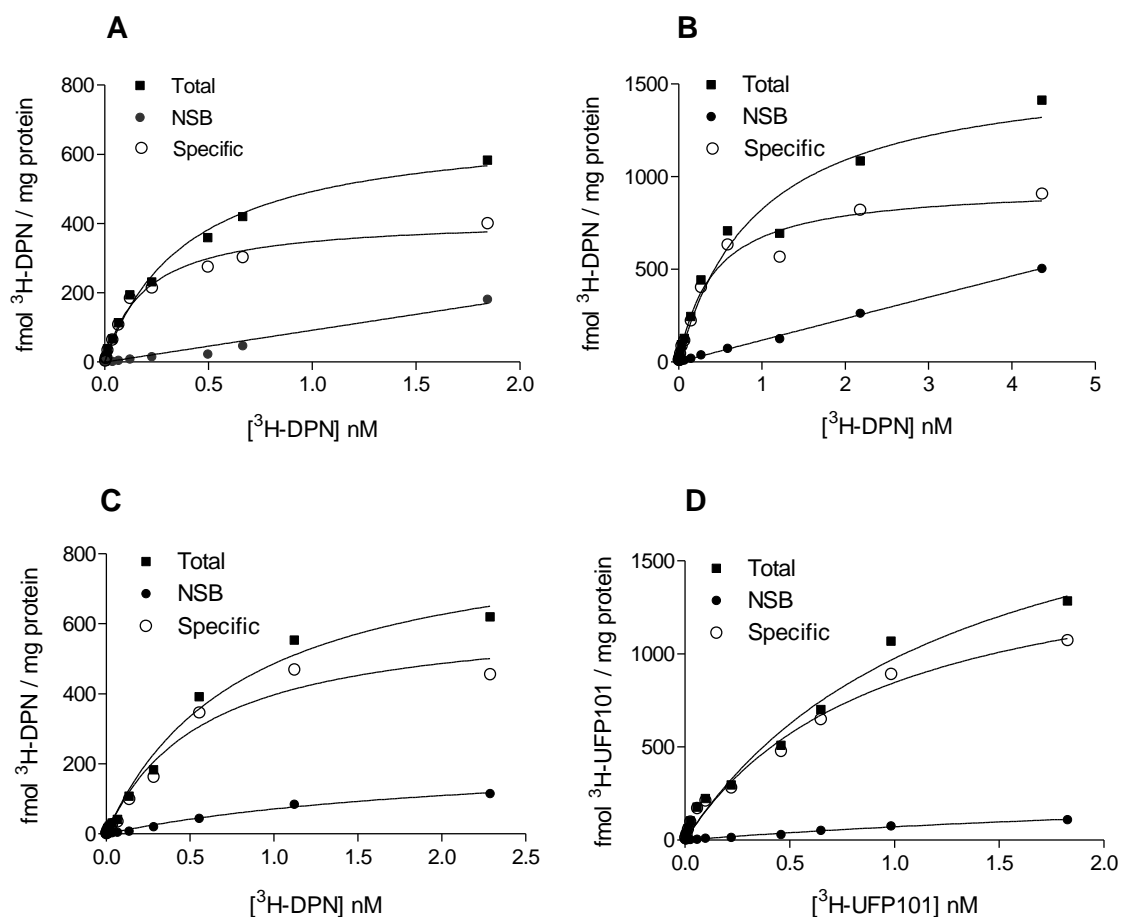 A
Total
NSB
Specific
fmol ³H-DPN / mg protein
800
600
400
200
0
0.0 0.5 1.0 1.5 2.0
[³H-DPN] nM
B
Total
NSB
Specific
fmol ³H-DPN / mg protein
1500
1000
500
0
0 1 2 3 4 5
[³H-DPN] nM
C
Total
NSB
Specific
fmol ³H-DPN / mg protein
800
600
400
200
0
0.0 0.5 1.0 1.5 2.0 2.5
[³H-DPN] nM
D
Total
NSB
Specific
fmol ³H-UFP101 / mg protein
1500
1000
500
0
0.0 0.5 1.0 1.5 2.0
[³H-UFP101] nM